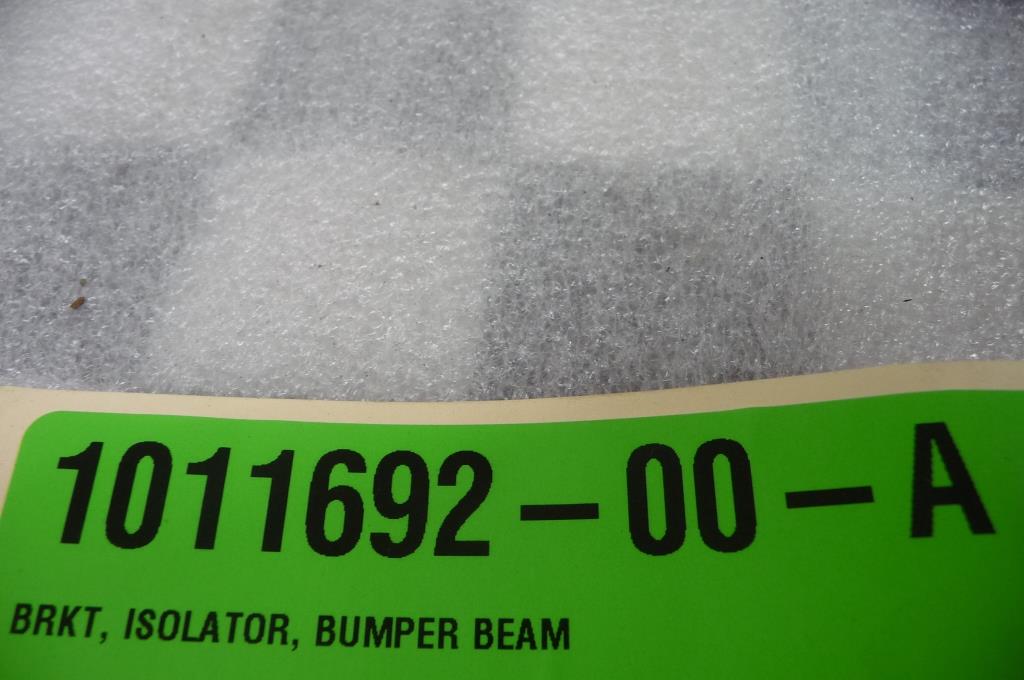 1011692-00-A
BRKT, ISOLATOR, BUMPER BEAM